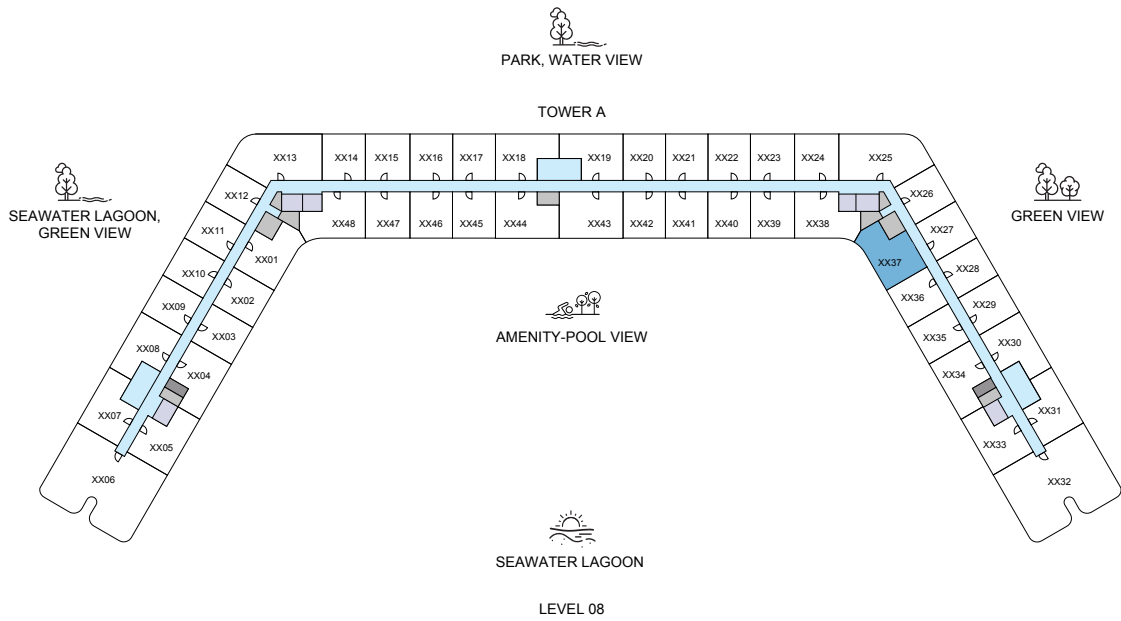 PARK, WATER VIEW
TOWER A
XX13 XX14 XX15 XX16 XX17 XX18 XX19 XX20 XX21 XX22 XX23 XX24 XX25
XX12 XX26
SEAWATER LAGOON,
GREEN VIEW
GREEN VIEW
XX48 XX47 XX46 XX45 XX44 XX43 XX42 XX41 XX40 XX39 XX38
XX11 XX27
XX01 XX37
XX10 XX28
XX02 XX36
XX09 XX29
XX03 XX35
AMENITY-POOL VIEW
XX08 XX30
XX04 XX34
XX07 XX31
XX05 XX33
XX06 XX32
SEAWATER LAGOON
LEVEL 08